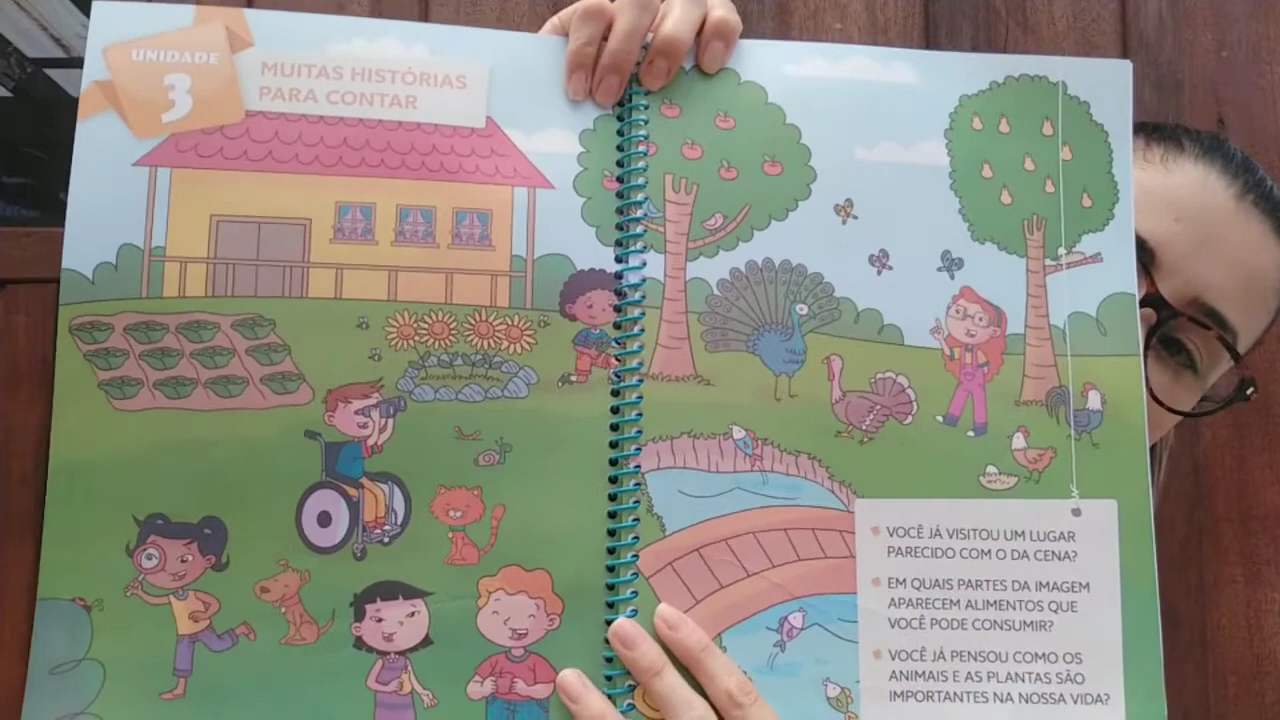 UNIDADE
3
MUITAS HISTÓRIAS
PARA CONTAR
VOCÊ JÁ VISITOU UM LUGAR
PARECIDO COM O DA CENA?
EM QUAIS PARTES DA IMAGEM
APARECEM ALIMENTOS QUE
VOCÊ PODE CONSUMIR?
VOCÊ JÁ PENSOU COMO OS
ANIMAIS E AS PLANTAS SÃO
IMPORTANTES NA NOSSA VIDA?